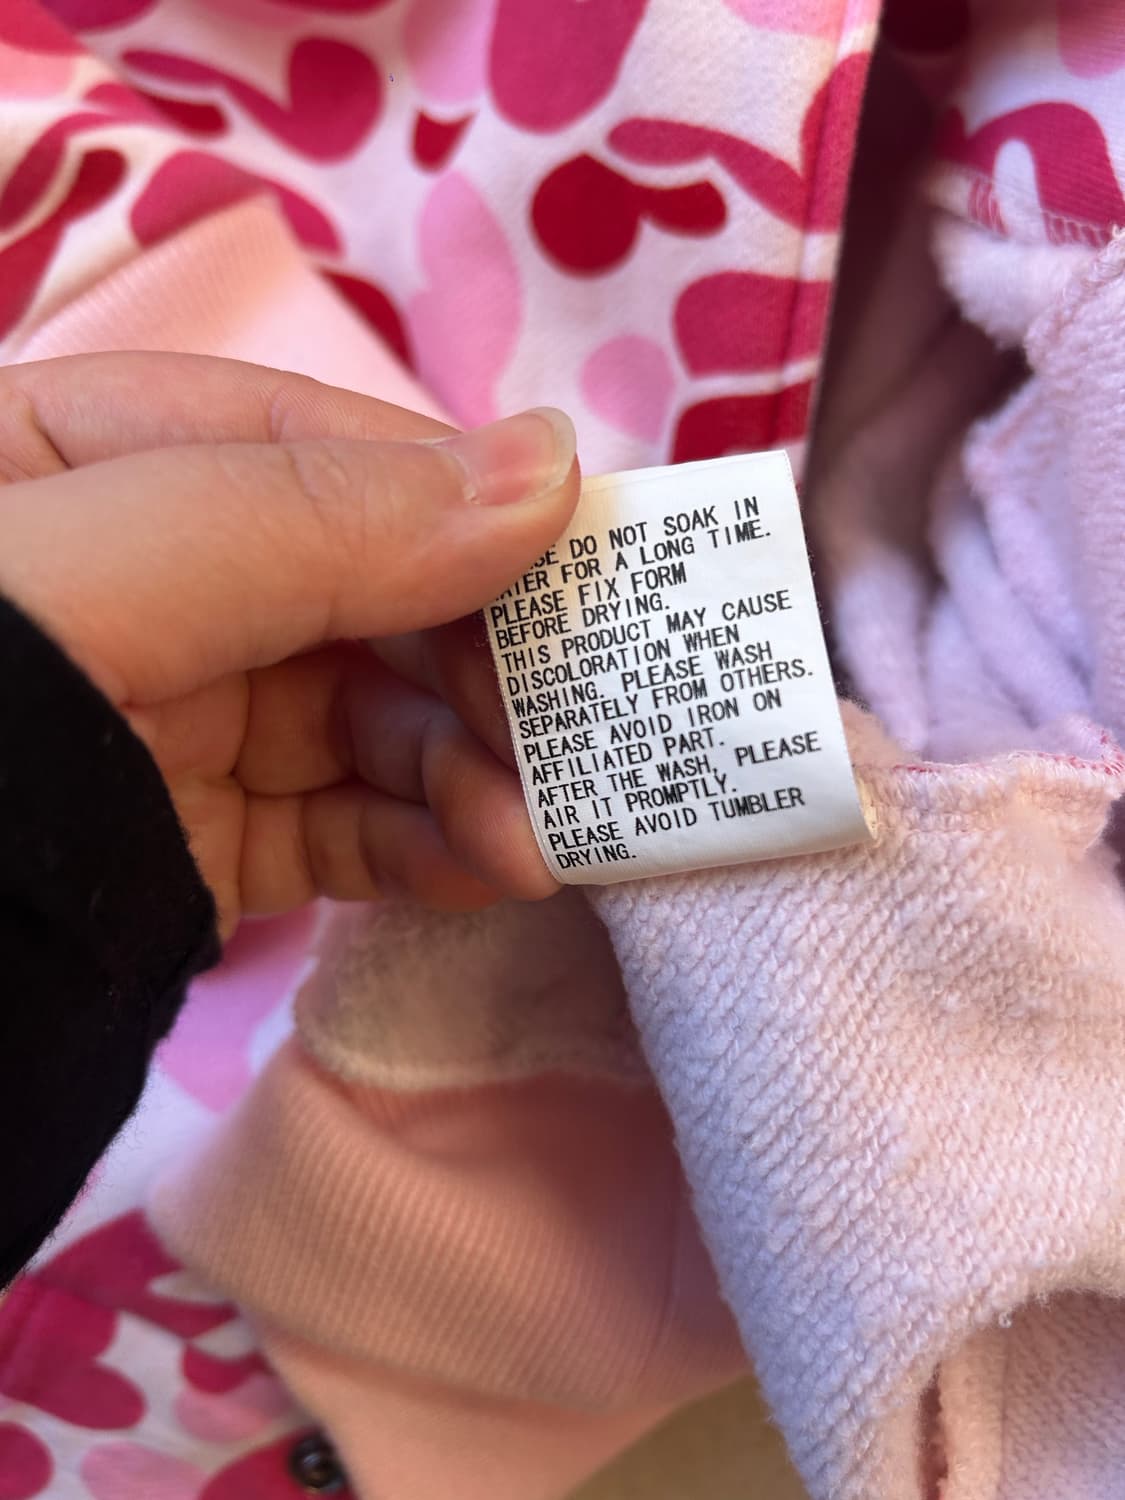 DO NOT SOAK IN
FOR A LONG TIME.
PLEASE FIX FORM
BEFORE DRYING.
THIS PRODUCT MAY CAUSE
DISCOLORATION WHEN
WASHING. PLEASE WASH
SEPARATELY FROM OTHERS.
PLEASE AVOID IRON ON
AFFILIATED PART.
AFTER THE WASH, PLEASE
AIR IT PROMPTLY.
PLEASE AVOID TUMBLER
DRYING.